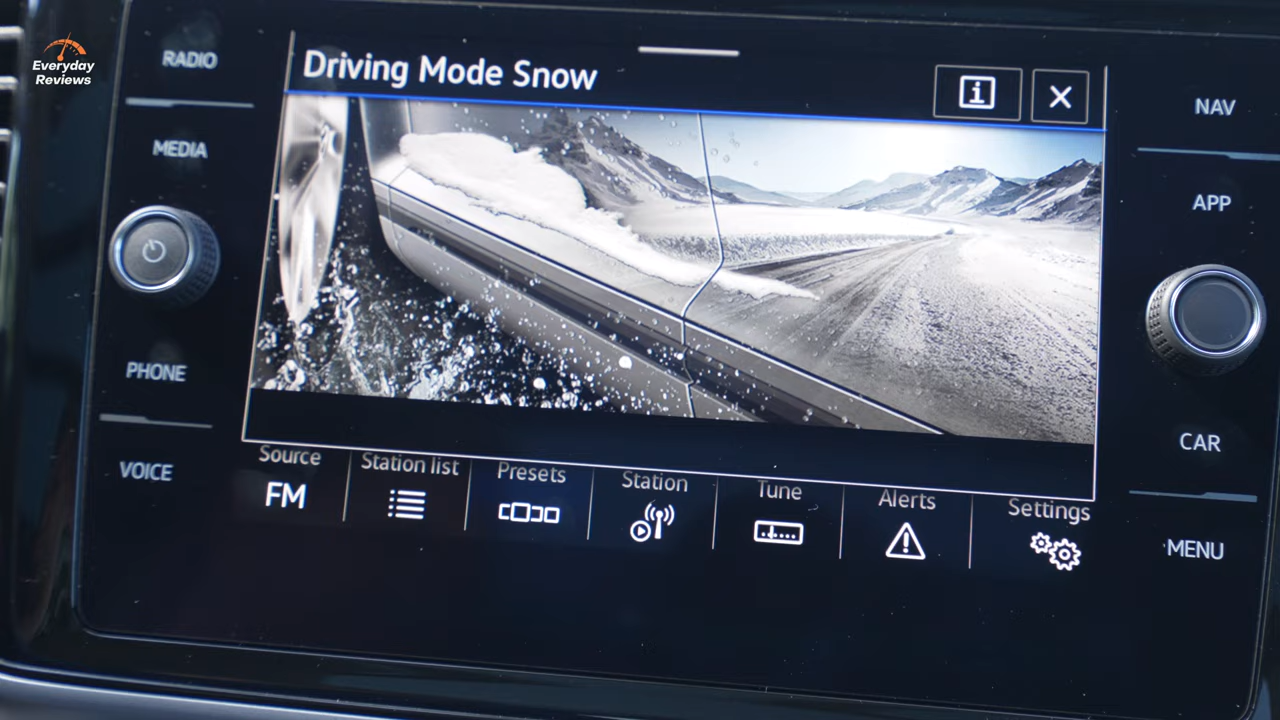 Everyday
Reviews
RADIO
MEDIA
PHONE
VOICE
Driving Mode Snow
i
NAV
APP
CAR
MENU
Source
FM
Station list
Presets
Station
Tune
Alerts
Settings